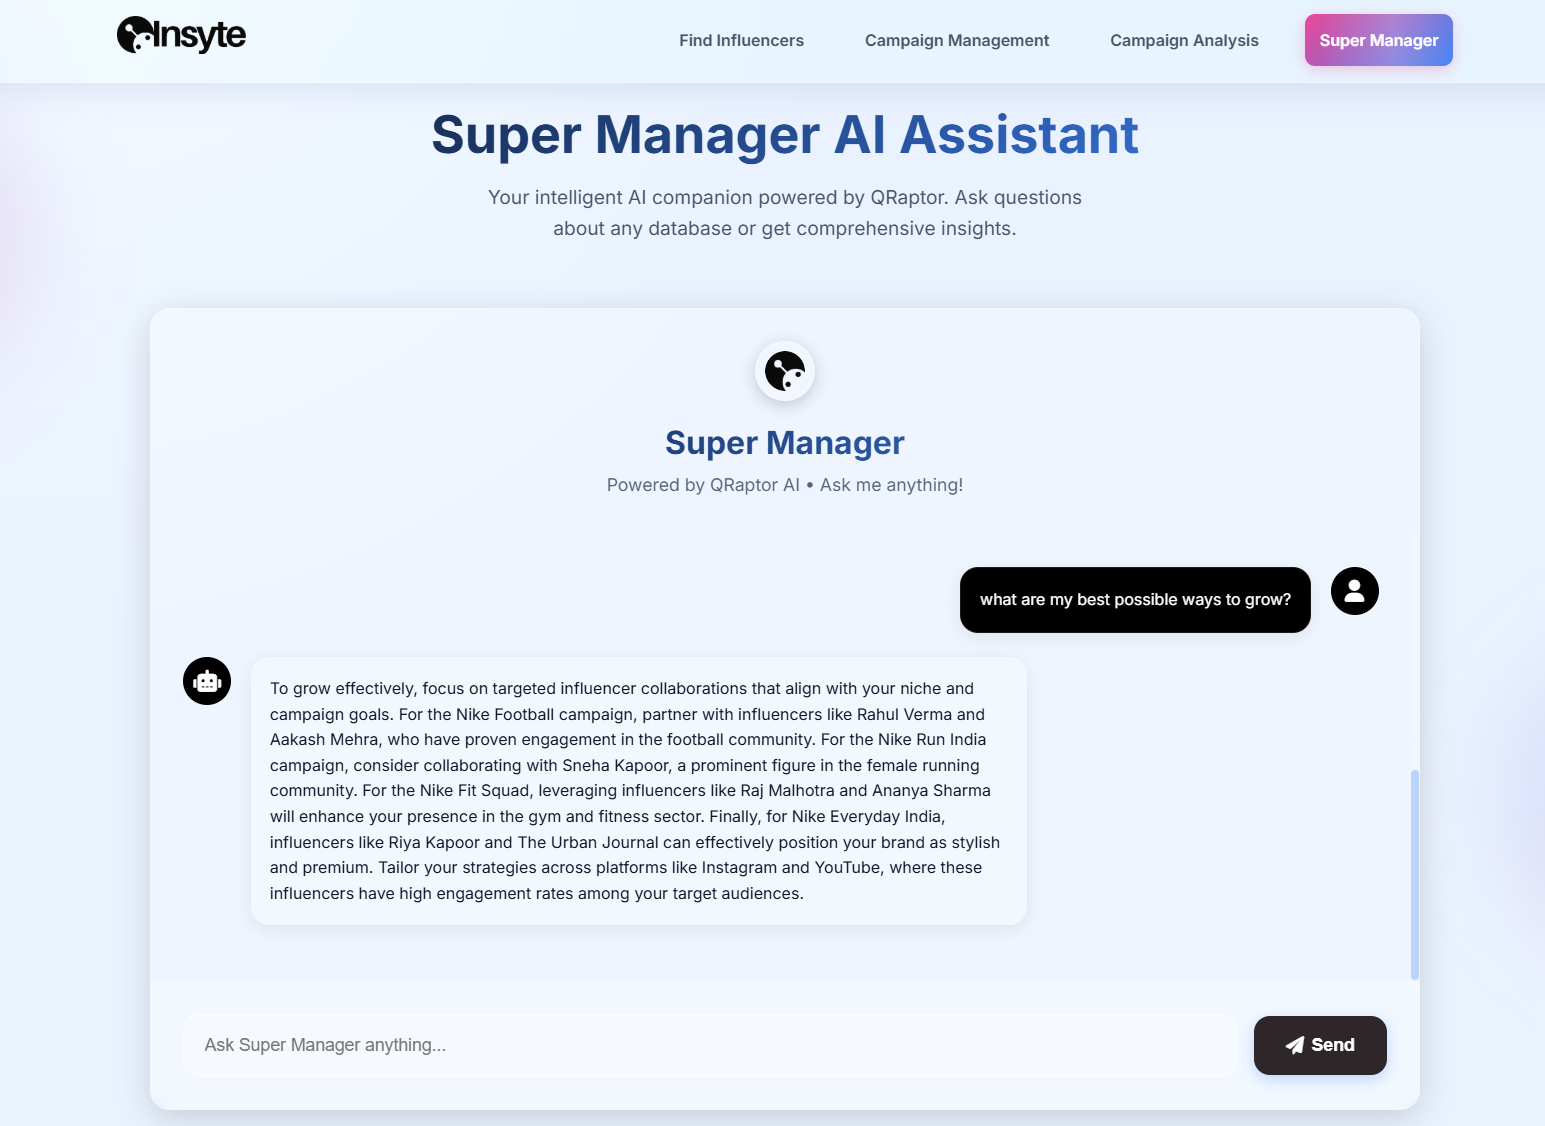 Insyte
Find Influencers
Campaign Management
Campaign Analysis
Super Manager
Super Manager AI Assistant
Your intelligent AI companion powered by QRaptor. Ask questions
about any database or get comprehensive insights.
Super Manager
Powered by QRaptor AI • Ask me anything!
what are my best possible ways to grow?
To grow effectively, focus on targeted influencer collaborations that align with your niche and
campaign goals. For the Nike Football campaign, partner with influencers like Rahul Verma and
Aakash Mehra, who have proven engagement in the football community. For the Nike Run India
campaign, consider collaborating with Sneha Kapoor, a prominent figure in the female running
community. For the Nike Fit Squad, leveraging influencers like Raj Malhotra and Ananya Sharma
will enhance your presence in the gym and fitness sector. Finally, for Nike Everyday India,
influencers like Riya Kapoor and The Urban Journal can effectively position your brand as stylish
and premium. Tailor your strategies across platforms like Instagram and YouTube, where these
influencers have high engagement rates among your target audiences.
Ask Super Manager anything...
Send